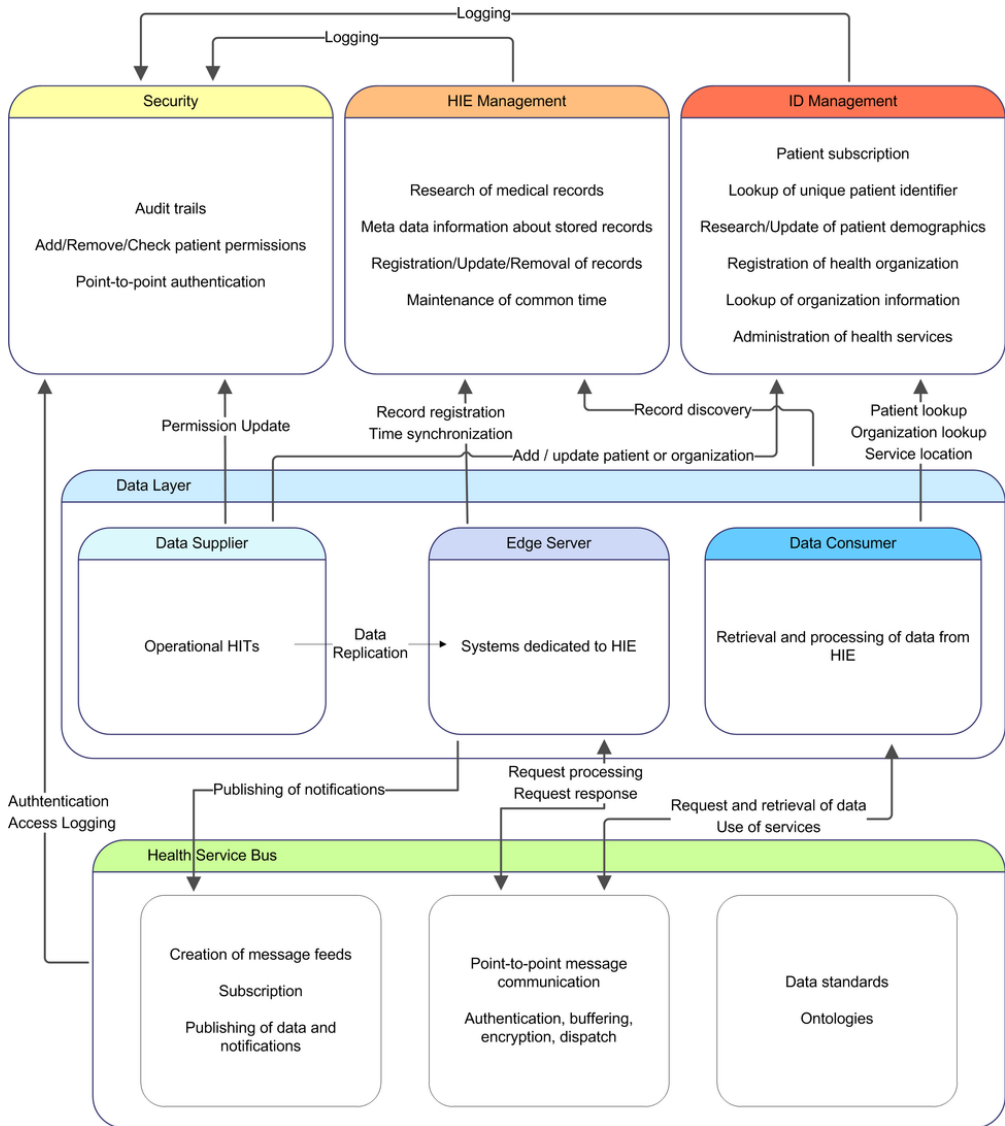 Logging
Logging
Security
HIE Management
ID Management
Audit trails
Add/Remove/Check patient permissions
Point-to-point authentication
Research of medical records
Meta data information about stored records
Registration/Update/Removal of records
Maintenance of common time
Patient subscription
Lookup of unique patient identifier
Research/Update of patient demographics
Registration of health organization
Lookup of organization information
Administration of health services
Permission Update
Record registration
Time synchronization
Record discovery
Patient lookup
Organization lookup
Service location
Add / update patient or organization
Data Layer
Data Supplier
Edge Server
Data Consumer
Operational HITs
Data
Replication
Systems dedicated to HIE
Retrieval and processing of data from
HIE
Authtentication
Access Logging
Publishing of notifications
Request processing
Request response
Request and retrieval of data
Use of services
Health Service Bus
Creation of message feeds
Subscription
Publishing of data and
notifications
Point-to-point message
communication
Authentication, buffering,
encryption, dispatch
Data standards
Ontologies